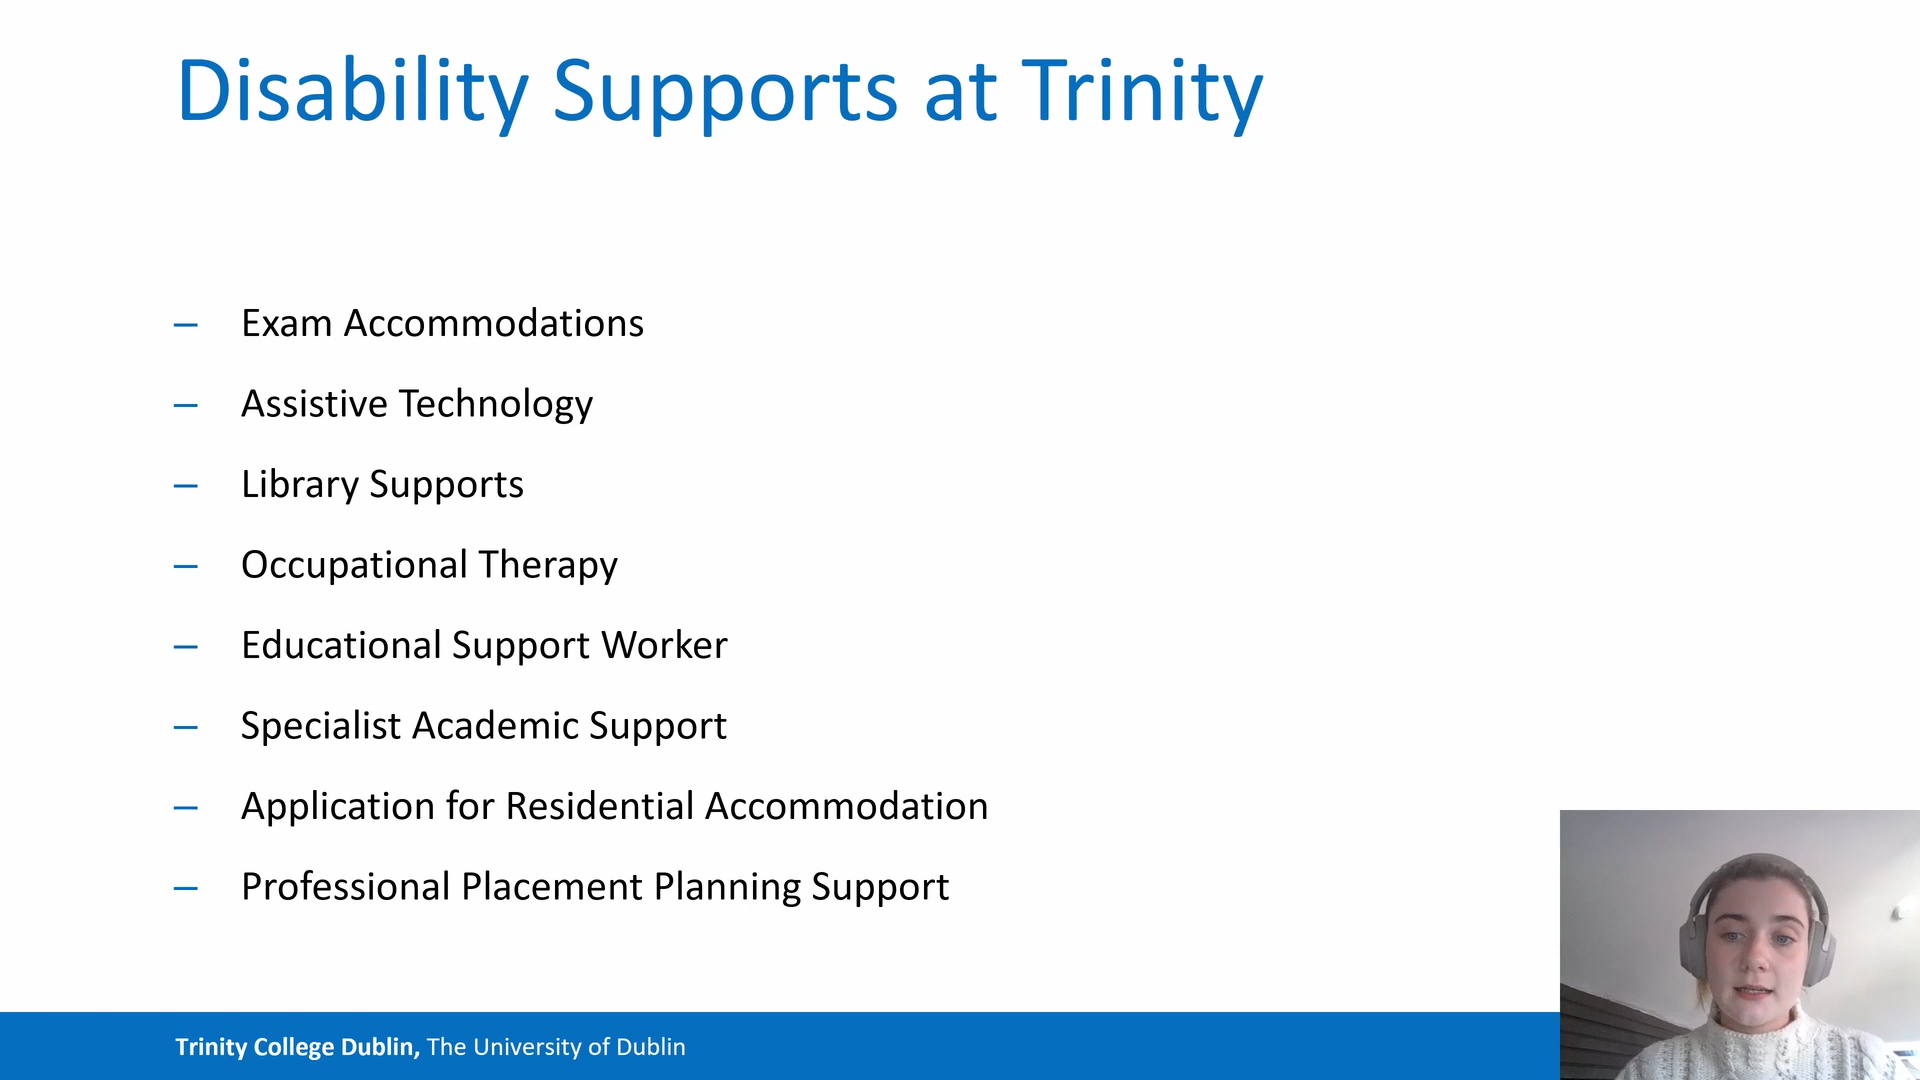 Disability Supports at Trinity
– Exam Accommodations
– Assistive Technology
– Library Supports
– Occupational Therapy
– Educational Support Worker
– Specialist Academic Support
– Application for Residential Accommodation
– Professional Placement Planning Support
Trinity College Dublin, The University of Dublin